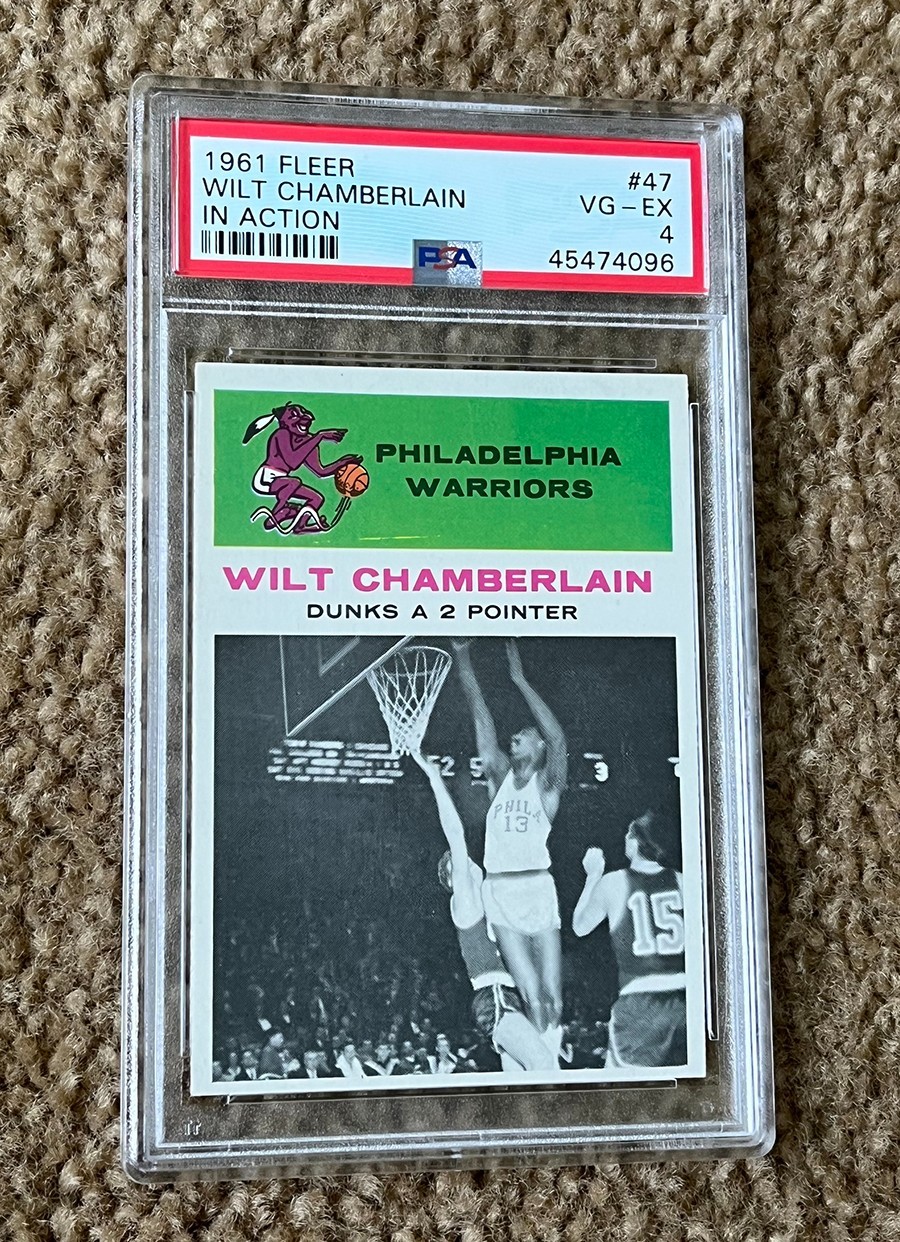 1961 FLEER #47
WILT CHAMBERLAIN VG-EX
IN ACTION 4
PSA 45474096
PHILADELPHIA
WARRIORS
WILT CHAMBERLAIN
DUNKS A 2 POINTER
PHILA
13
3
15